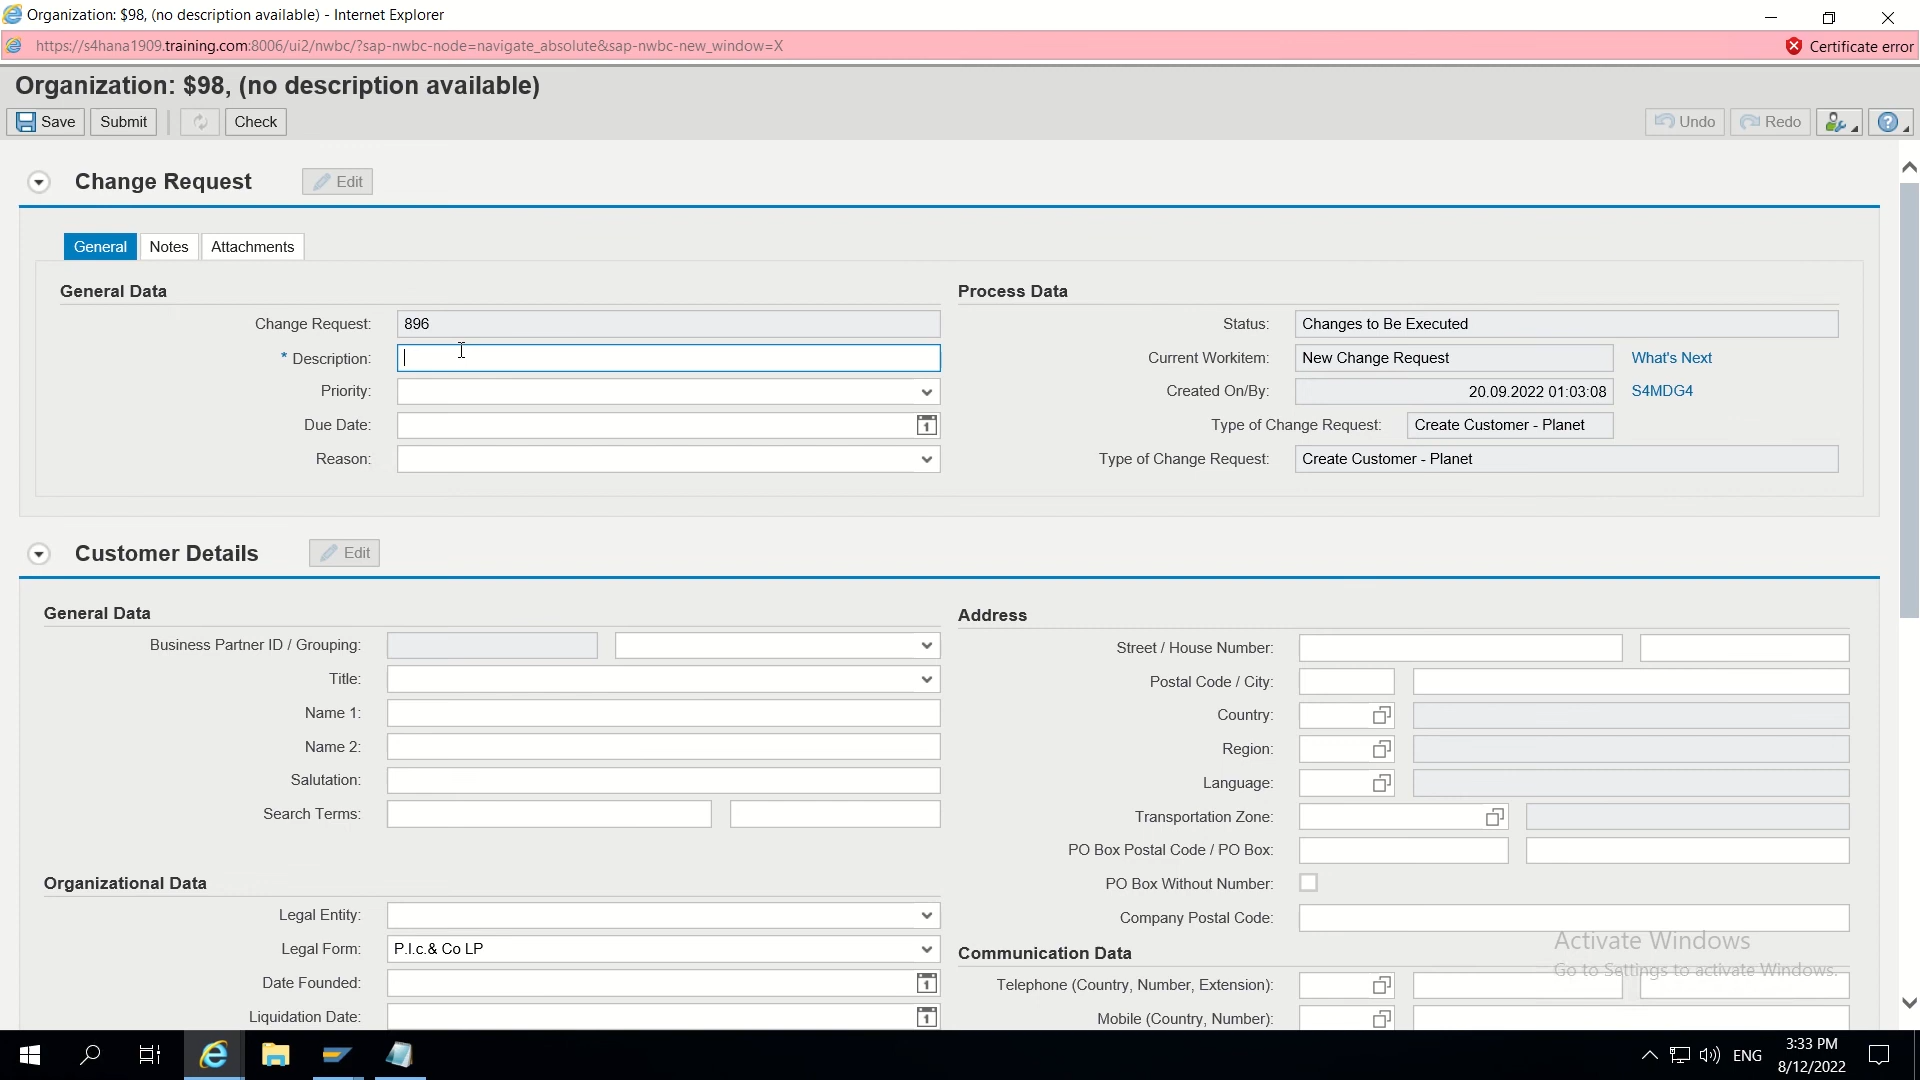 Organization: $98, (no description available) - Internet Explorer
https://s4hana1909.training.com:8006/ui2/nwbc/?sap-nwbc-node=navigate_absolute&sap-nwbc-new_window=X
Certificate error
Organization: $98, (no description available)
Save Submit Check Undo Redo
Change Request Edit
General Notes Attachments
General Data
Change Request: 896
* Description:
Priority:
Due Date:
Reason:
Process Data
Status: Changes to Be Executed
Current Workitem: New Change Request What's Next
Created On/By: 20.09.2022 01:03:08 S4MDG4
Type of Change Request: Create Customer - Planet
Type of Change Request: Create Customer - Planet
Customer Details Edit
General Data
Business Partner ID / Grouping:
Title:
Name 1:
Name 2:
Salutation:
Search Terms:
Organizational Data
Legal Entity:
Legal Form: P.l.c.& Co LP
Date Founded:
Liquidation Date:
Address
Street / House Number:
Postal Code / City:
Country:
Region:
Language:
Transportation Zone:
PO Box Postal Code / PO Box:
PO Box Without Number:
Company Postal Code:
Communication Data
Telephone (Country, Number, Extension):
Mobile (Country, Number):
Activate Windows
Go to Settings to activate Windows.
ENG
3:33 PM
8/12/2022